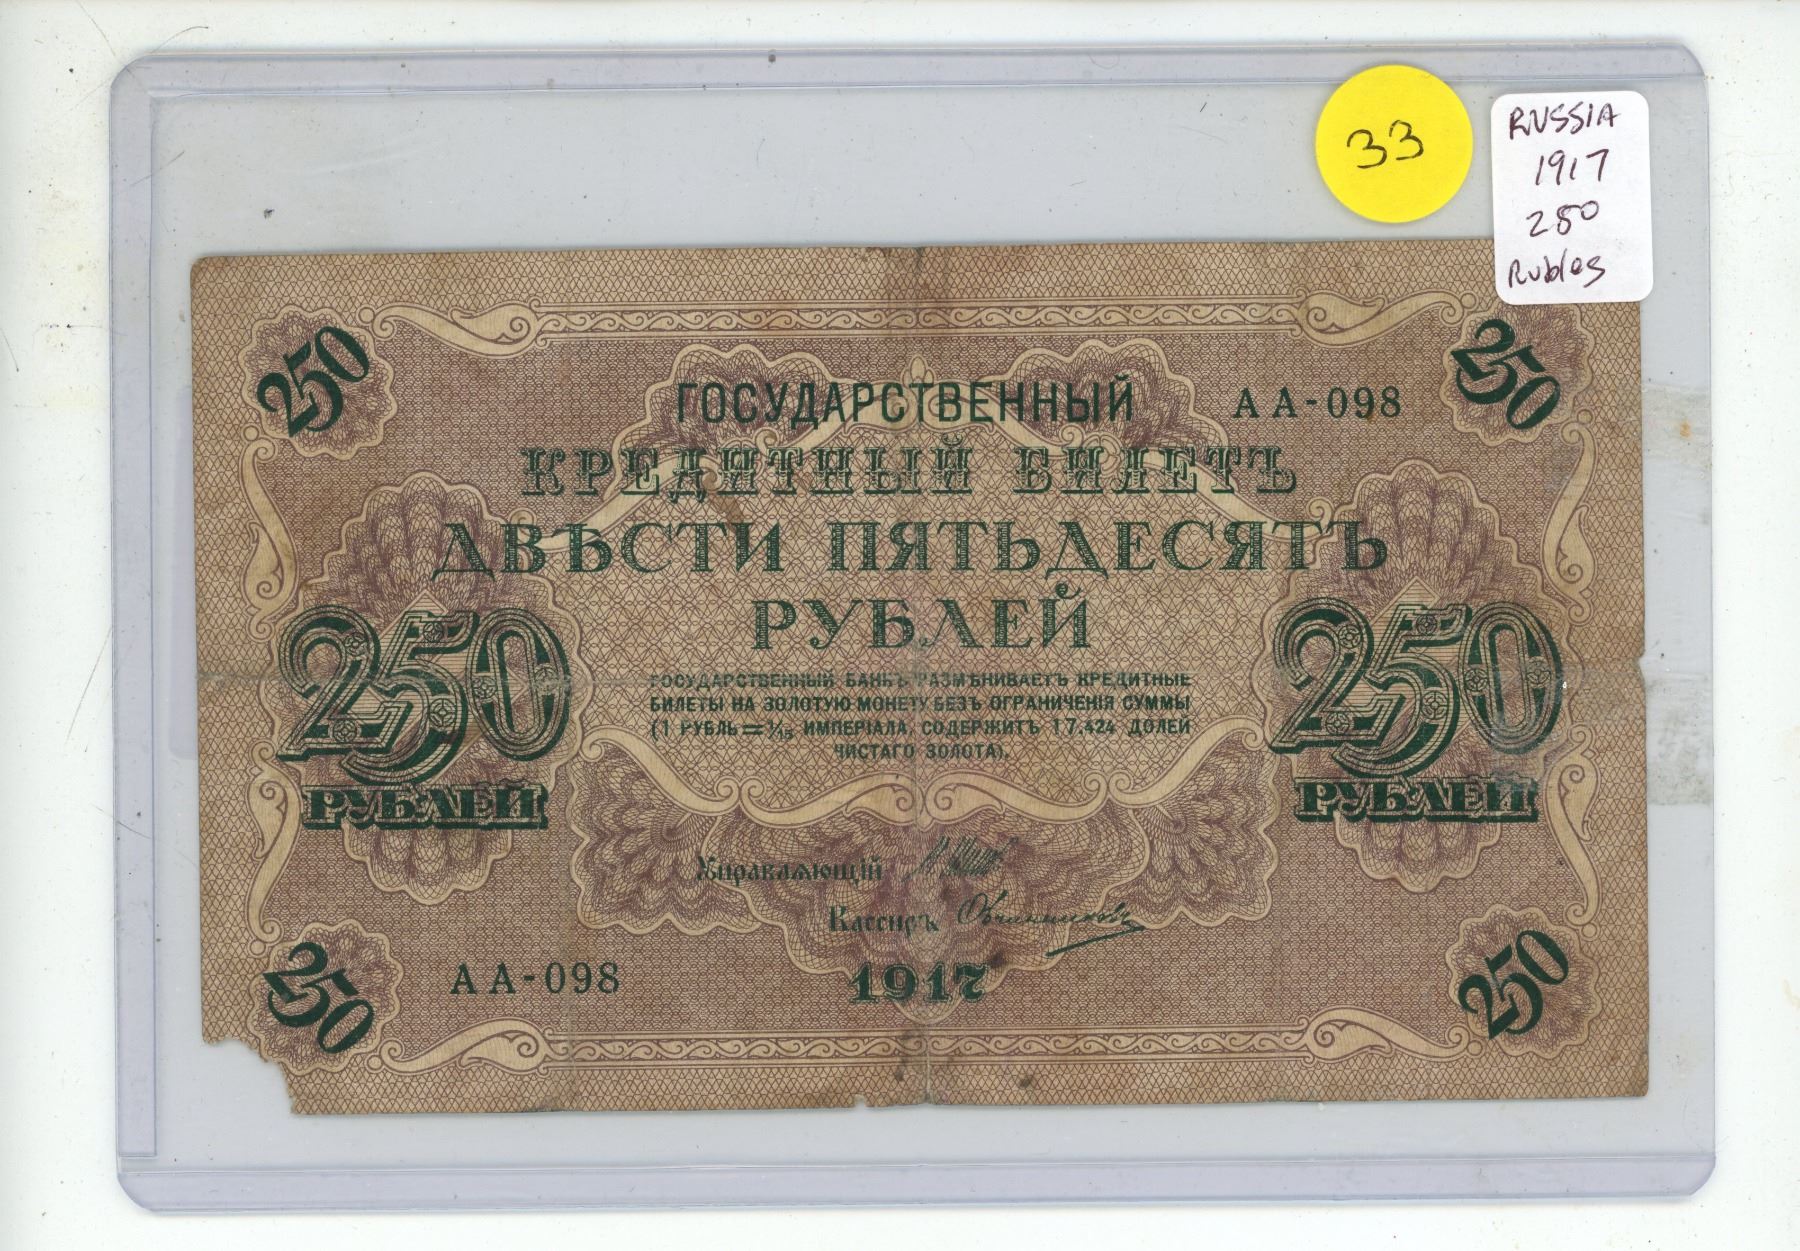 33
RUSSIA
1917
250
Rubles
250
250
ГОСУДАРСТВЕННЫЙ
АА-098
КРЕДИТНЫЙ БИЛЕТЪ
ДВѢСТИ ПЯТЬДЕСЯТЪ
РУБЛЕЙ
250
250
РУБЛЕЙ
РУБЛЕЙ
ГОСУДАРСТВЕННЫЙ БАНКЪ РАЗМѢНИВАЕТЪ КРЕДИТНЫЕ
БИЛЕТЫ НА ЗОЛОТУЮ МОНЕТУ БЕЗЪ ОГРАНИЧЕНІЯ СУММЫ
(1 РУБЛЬ = 1/15 ИМПЕРІАЛА, СОДЕРЖИТЪ 17,424 ДОЛЕЙ
ЧИСТАГО ЗОЛОТА).
Управляющій
Кассиръ Овчинниковъ
АА-098
1917
250
250